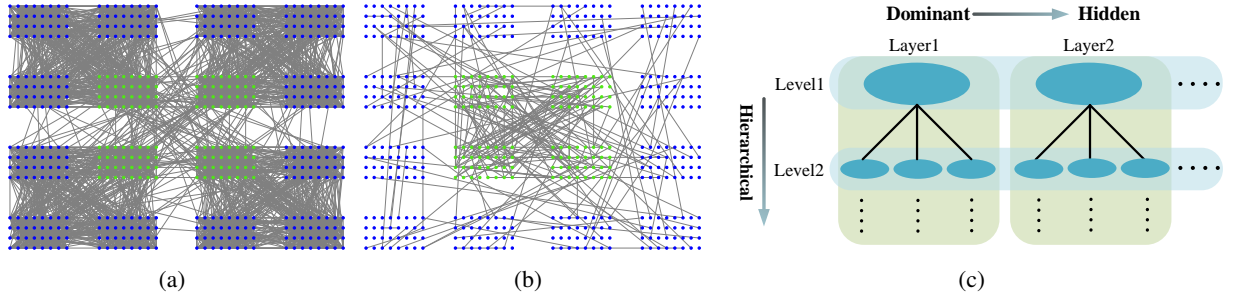 Dominant Hidden
Layer1 Layer2
Level1
Hierarchical
Level2
(a) (b) (c)